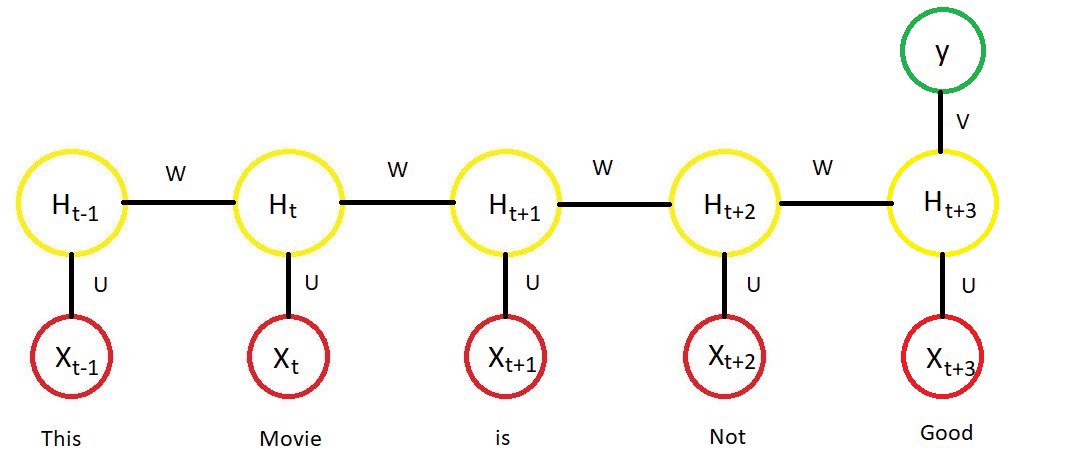 y
V
W W W W
H_{t-1} H_t H_{t+1} H_{t+2} H_{t+3}
U U U U U
X_{t-1} X_t X_{t+1} X_{t+2} X_{t+3}
This Movie is Not Good